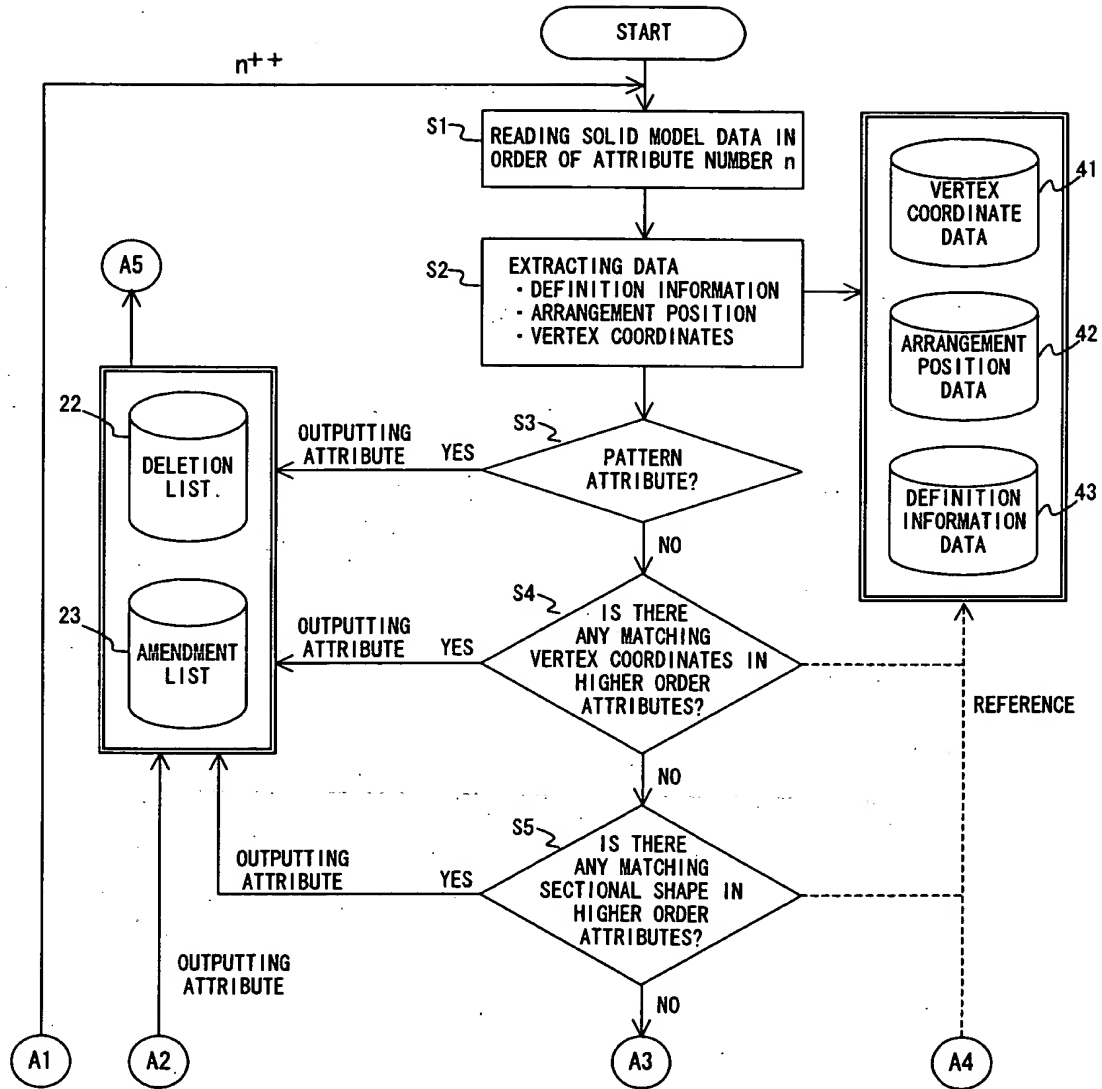 START
n++
S1
READING SOLID MODEL DATA IN
ORDER OF ATTRIBUTE NUMBER n
41
VERTEX
COORDINATE
DATA
A5
S2
EXTRACTING DATA
・DEFINITION INFORMATION
・ARRANGEMENT POSITION
・VERTEX COORDINATES
42
ARRANGEMENT
POSITION
DATA
22
DELETION
LIST.
OUTPUTTING
ATTRIBUTE
YES
S3
PATTERN
ATTRIBUTE?
43
DEFINITION
INFORMATION
DATA
NO
23
AMENDMENT
LIST
OUTPUTTING
ATTRIBUTE
YES
S4
IS THERE
ANY MATCHING
VERTEX COORDINATES IN
HIGHER ORDER
ATTRIBUTES?
REFERENCE
NO
OUTPUTTING
ATTRIBUTE
YES
S5
IS THERE
ANY MATCHING
SECTIONAL SHAPE IN
HIGHER ORDER
ATTRIBUTES?
OUTPUTTING
ATTRIBUTE
NO
A1
A2
A3
A4